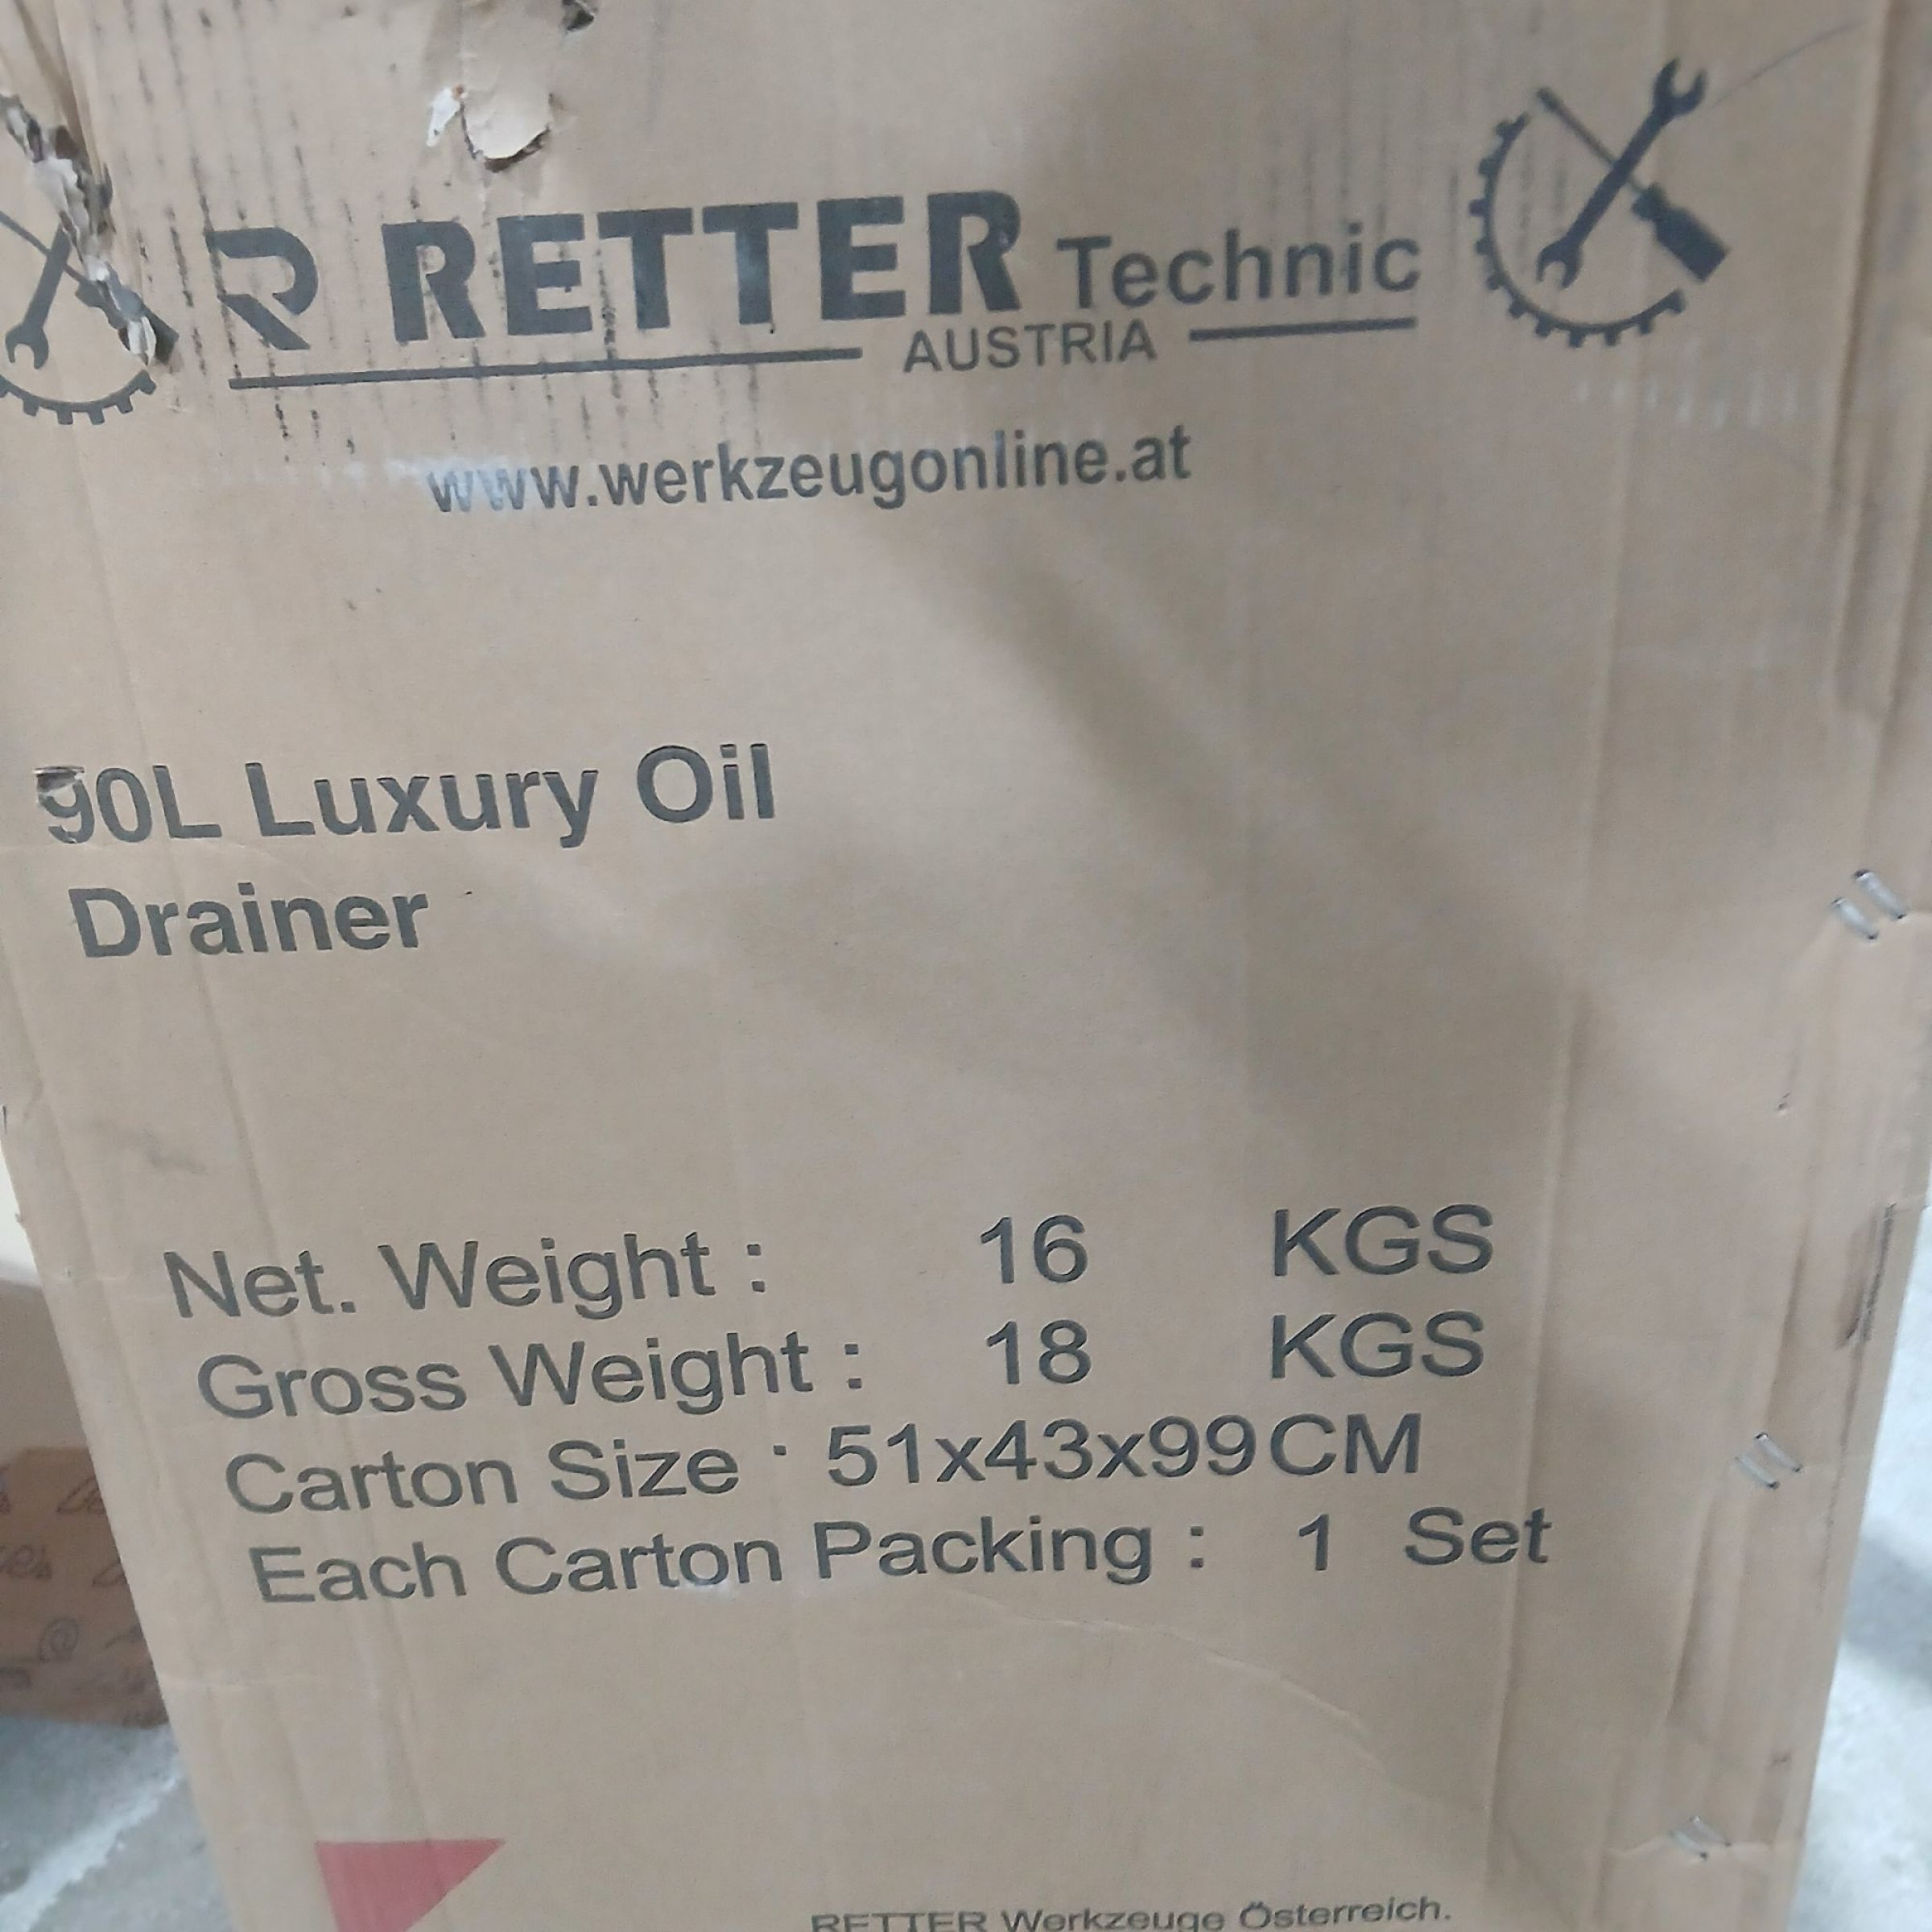 RETTER Technic
AUSTRIA
www.werkzeugonline.at
90L Luxury Oil
Drainer
Net. Weight : 16 KGS
Gross Weight : 18 KGS
Carton Size : 51x43x99CM
Each Carton Packing : 1 Set
RETTER Werkzeuge Österreich.